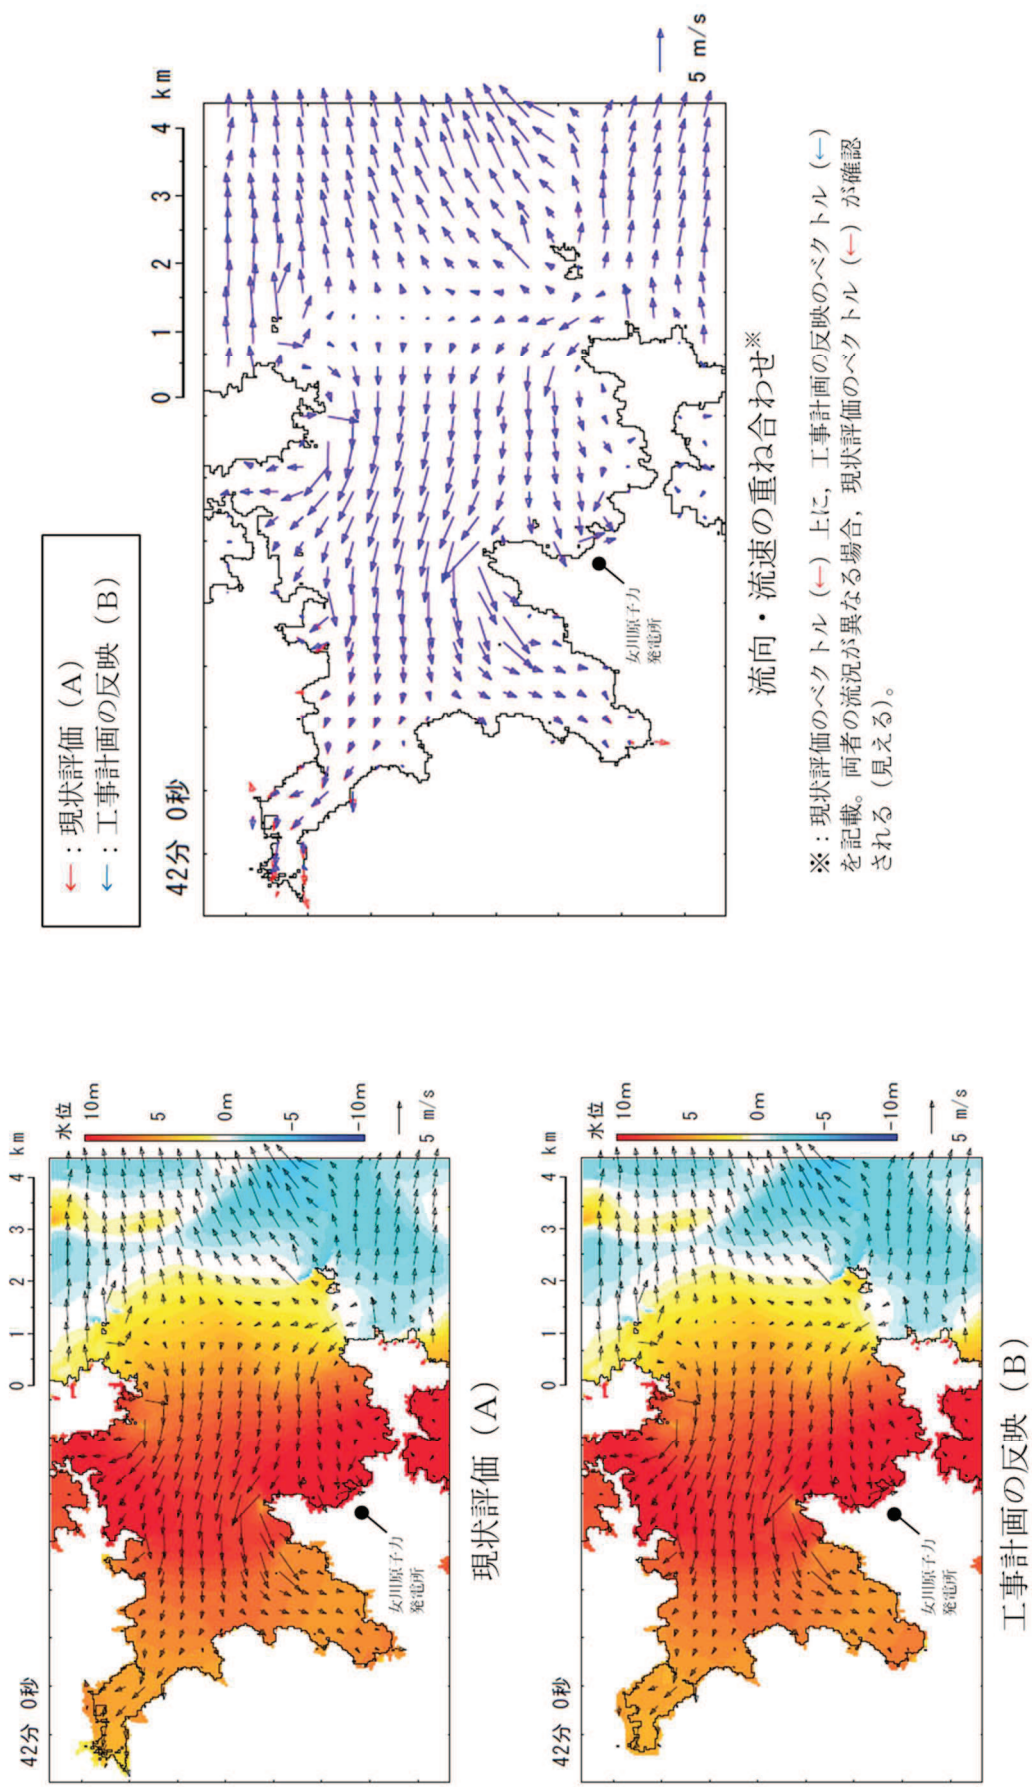 42分 0秒
0 1 2 3 4 km
水位
10m
5
0m
-5
-10m
5 m/s
女川原子力
発電所
現状評価（A）
42分 0秒
0 1 2 3 4 km
水位
10m
5
0m
-5
-10m
5 m/s
女川原子力
発電所
工事計画の反映（B）
←：現状評価（A）
←：工事計画の反映（B）
42分 0秒
0 1 2 3 4 km
5 m/s
女川原子力
発電所
流向・流速の重ね合わせ※
※：現状評価のベクトル（←）上に，工事計画の反映のベクトル（←）
を記載。両者の流況が異なる場合，現状評価のベクトル（←）が確認
される（見える）。